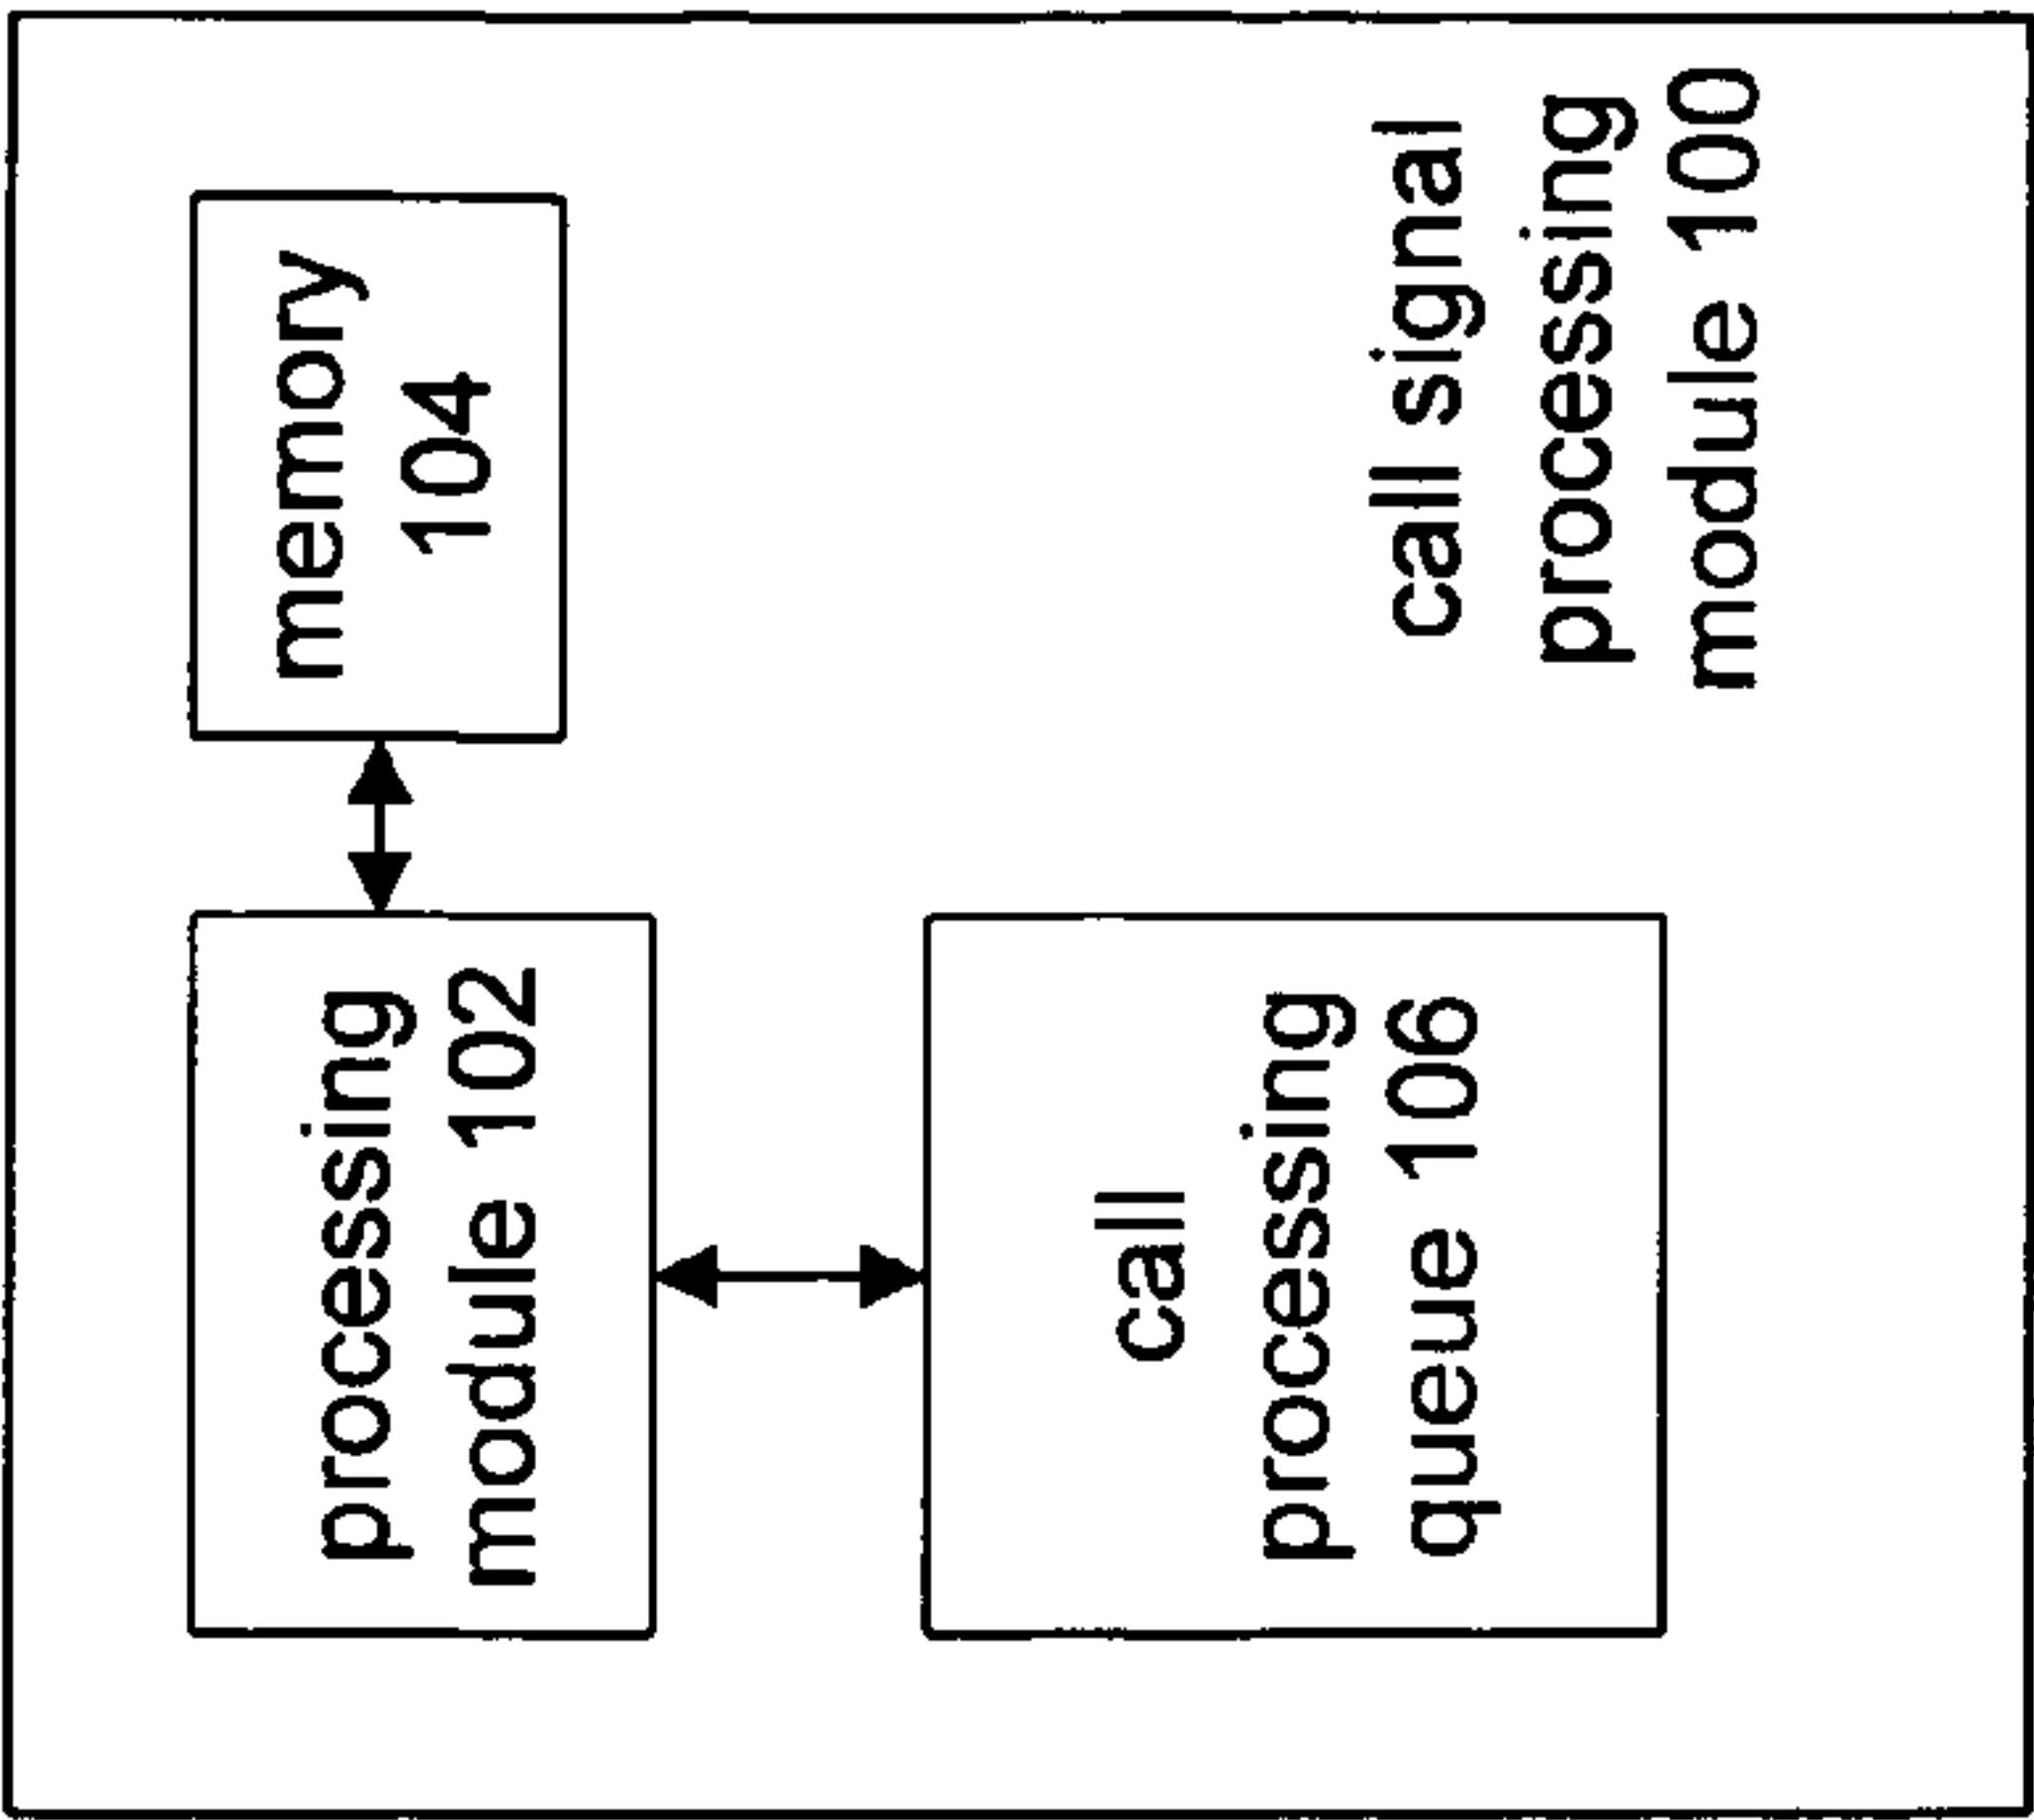 processing
module 102
memory
104
call
processing
queue 106
call signal
processing
module 100